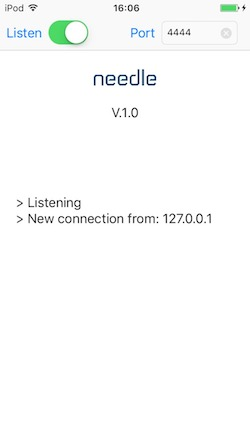 iPod 16:06
Listen Port 4444
needle
V.1.0
> Listening
> New connection from: 127.0.0.1